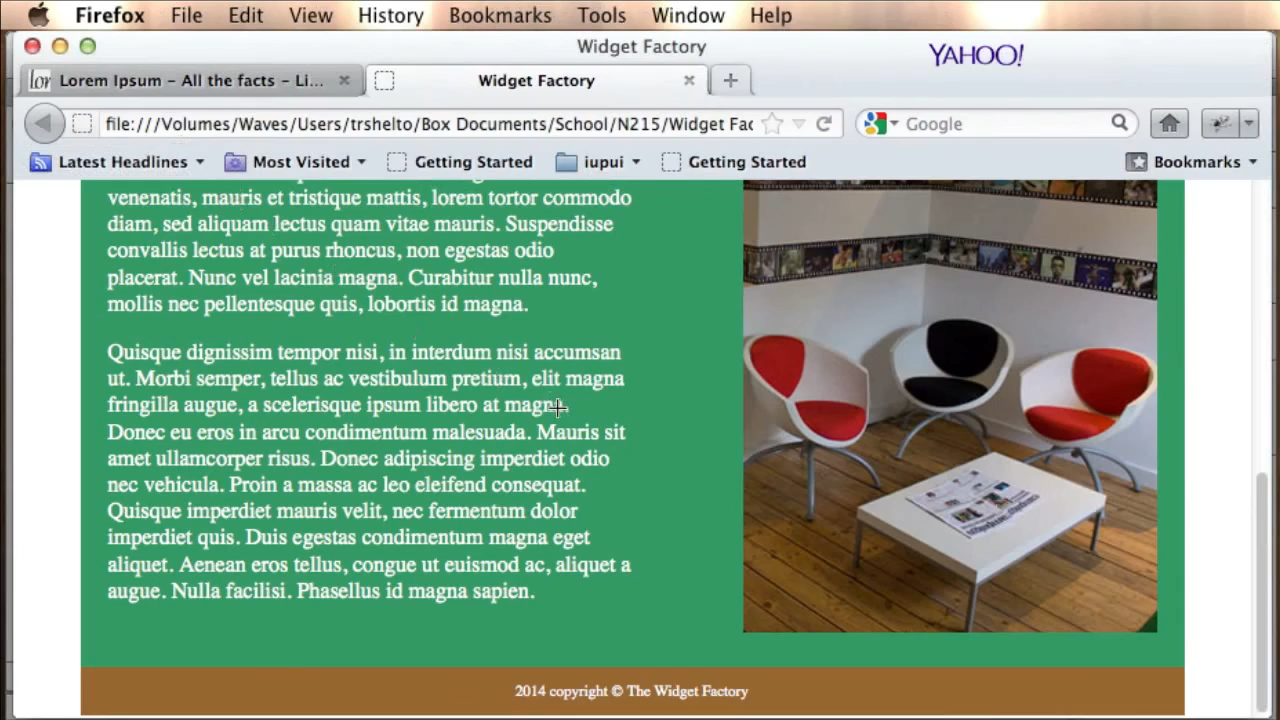 Firefox File Edit View History Bookmarks Tools Window Help
Widget Factory
YAHOO!
lor Lorem Ipsum - All the facts - Li...
Widget Factory
file:///Volumes/Waves/Users/trshelto/Box Documents/School/N215/Widget Fac
Google
Latest Headlines Most Visited Getting Started iupui Getting Started Bookmarks
venenatis, mauris et tristique mattis, lorem tortor commodo
diam, sed aliquam lectus quam vitae mauris. Suspendisse
convallis lectus at purus rhoncus, non egestas odio
placerat. Nunc vel lacinia magna. Curabitur nulla nunc,
mollis nec pellentesque quis, lobortis id magna.
Quisque dignissim tempor nisi, in interdum nisi accumsan
ut. Morbi semper, tellus ac vestibulum pretium, elit magna
fringilla augue, a scelerisque ipsum libero at magna.
Donec eu eros in arcu condimentum malesuada. Mauris sit
amet ullamcorper risus. Donec adipiscing imperdiet odio
nec vehicula. Proin a massa ac leo eleifend consequat.
Quisque imperdiet mauris velit, nec fermentum dolor
imperdiet quis. Duis egestas condimentum magna eget
aliquet. Aenean eros tellus, congue ut euismod ac, aliquet a
augue. Nulla facilisi. Phasellus id magna sapien.
2014 copyright © The Widget Factory